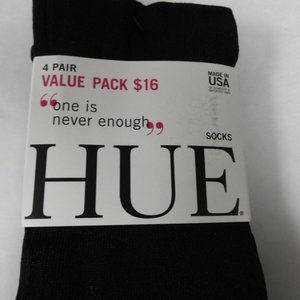 4 PAIR
VALUE PACK $16
MADE IN
USA
“one is
never enough„
SOCKS
HUE®